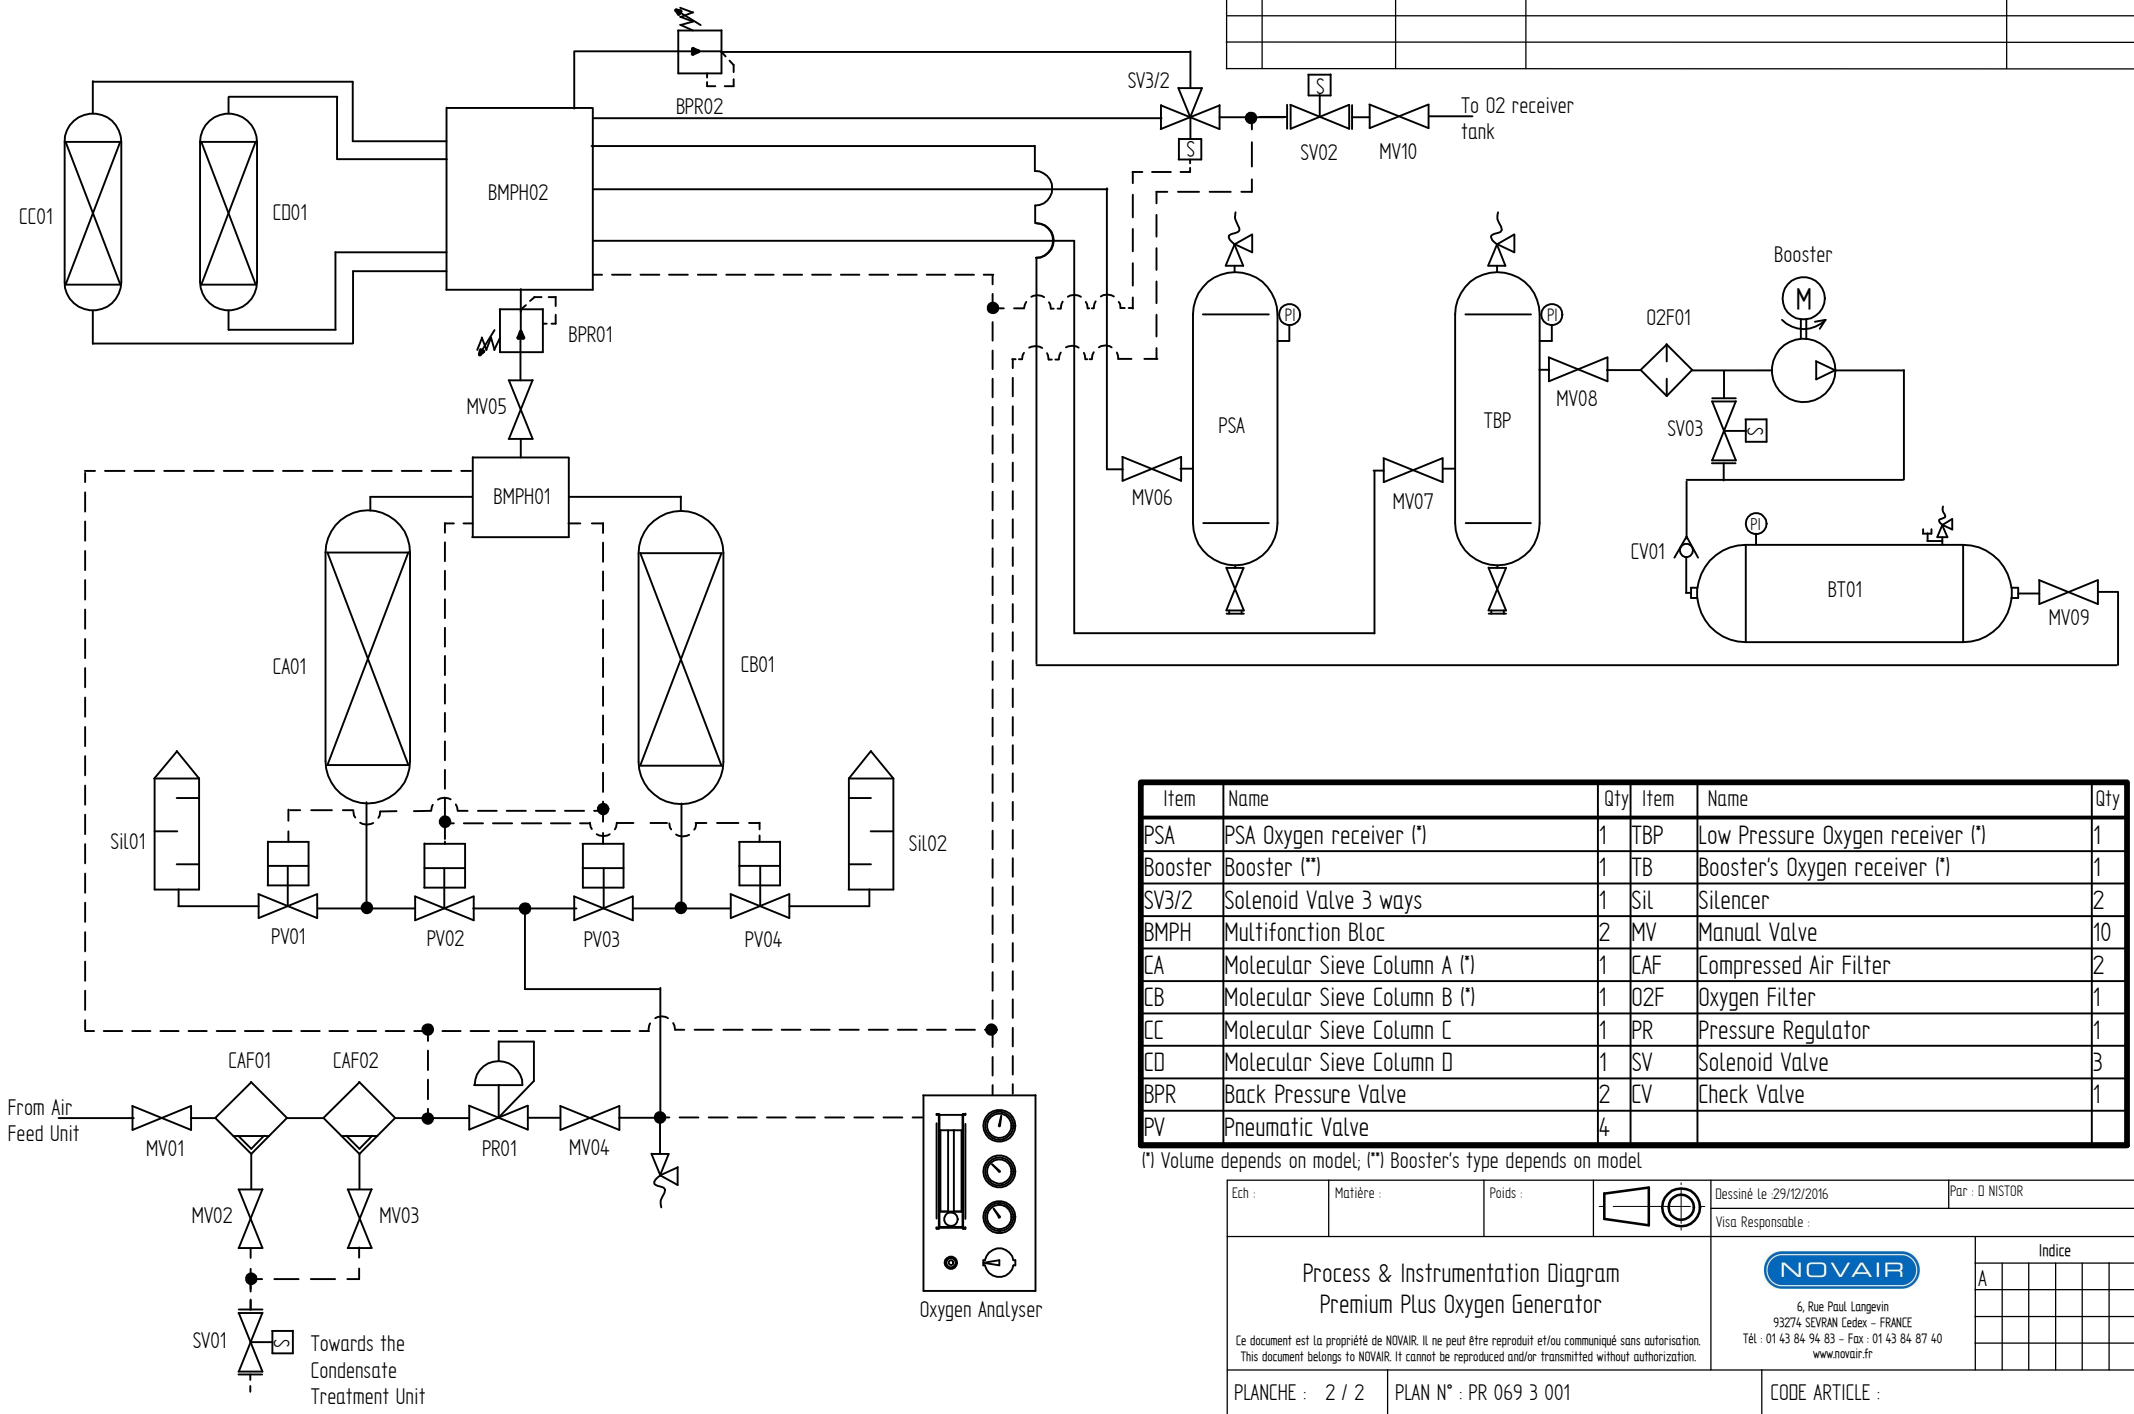 BPR02
SV3/2
S
S
To O2 receiver
tank
SV02
MV10
CC01
CD01
BMPH02
BPR01
MV05
BMPH01
CA01
CB01
PSA
PI
MV06
TBP
PI
MV07
MV08
O2F01
Booster
M
SV03
S
CV01
PI
BT01
MV09
Sil01
Sil02
PV01
PV02
PV03
PV04
CAF01
CAF02
From Air
Feed Unit
MV01
PR01
MV04
MV02
MV03
SV01
S
Towards the
Condensate
Treatment Unit
Oxygen Analyser
Item Name Qty Item Name Qty
PSA PSA Oxygen receiver (*) 1 TBP Low Pressure Oxygen receiver (*) 1
Booster Booster (**) 1 TB Booster's Oxygen receiver (*) 1
SV3/2 Solenoid Valve 3 ways 1 Sil Silencer 2
BMPH Multifonction Bloc 2 MV Manual Valve 10
CA Molecular Sieve Column A (*) 1 CAF Compressed Air Filter 2
CB Molecular Sieve Column B (*) 1 O2F Oxygen Filter 1
CC Molecular Sieve Column C 1 PR Pressure Regulator 1
CD Molecular Sieve Column D 1 SV Solenoid Valve 3
BPR Back Pressure Valve 2 CV Check Valve 1
PV Pneumatic Valve 4
(*) Volume depends on model; (**) Booster's type depends on model
Ech : Matière : Poids : Dessiné le :29/12/2016 Par : D NISTOR
Visa Responsable :
Process & Instrumentation Diagram
Premium Plus Oxygen Generator
Ce document est la propriété de NOVAIR. Il ne peut être reproduit et/ou communiqué sans autorisation.
This document belongs to NOVAIR. It cannot be reproduced and/or transmitted without authorization.
NOVAIR
6, Rue Paul Langevin
93274 SEVRAN Cedex - FRANCE
Tél : 01 43 84 94 83 - Fax : 01 43 84 87 40
www.novair.fr
Indice
A
PLANCHE : 2 / 2 PLAN N° : PR 069 3 001 CODE ARTICLE :